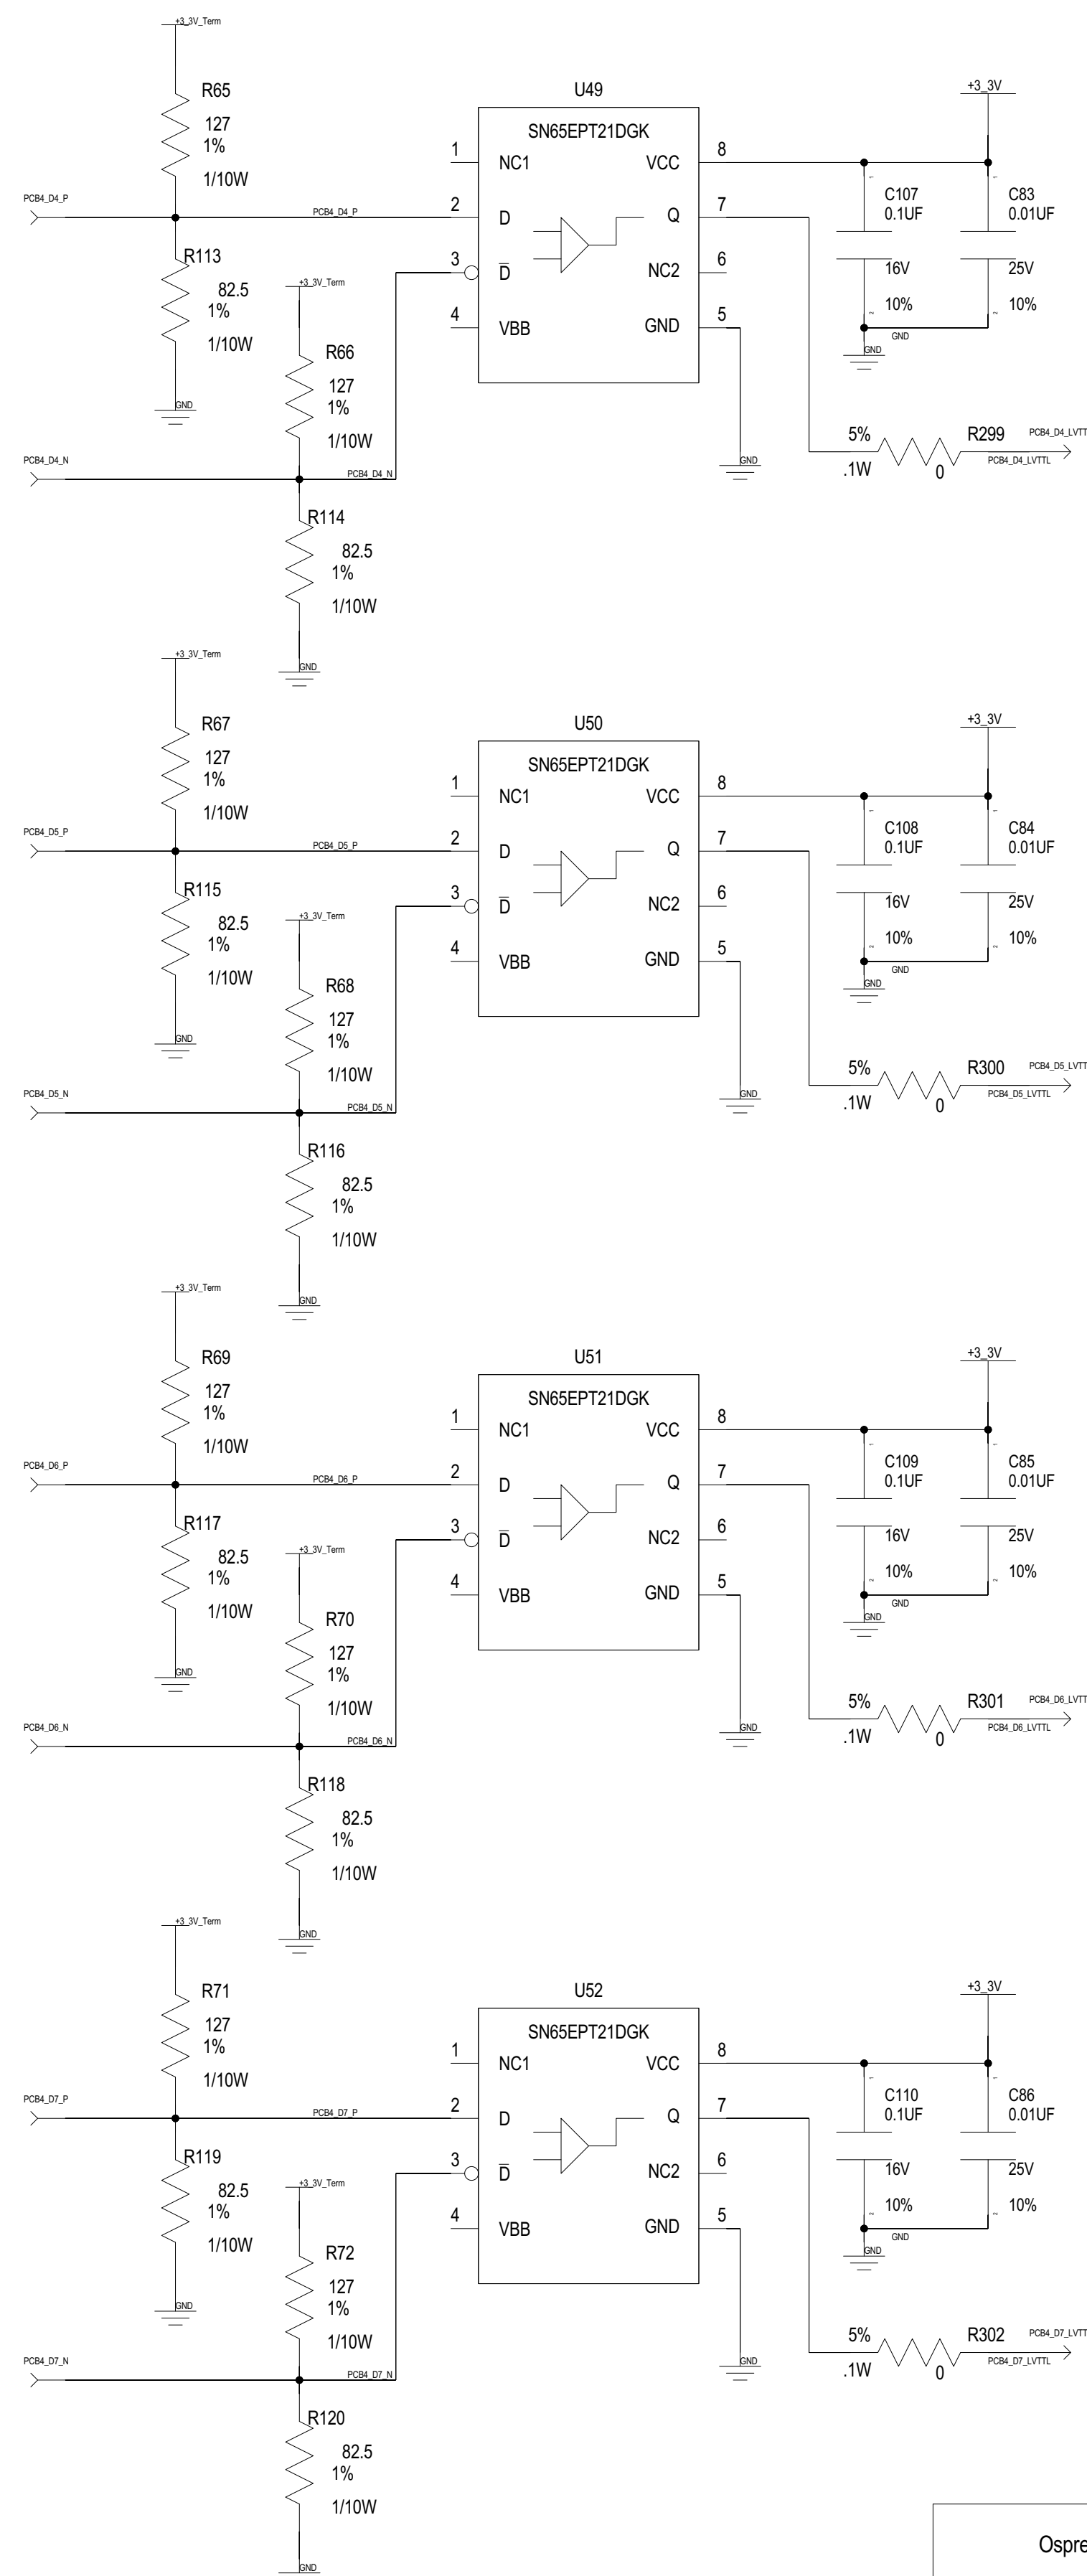 +3_3V_Term
R65
127
1%
1/10W
PCB4_D4_P
PCB4_D4_P
R113
82.5
1%
1/10W
GND
+3_3V_Term
R66
127
1%
1/10W
PCB4_D4_N
PCB4_D4_N
R114
82.5
1%
1/10W
GND
U49
SN65EPT21DGK
1 NC1 VCC 8
2 D Q 7
3 D NC2 6
4 VBB GND 5
GND
+3_3V
C107
0.1UF
16V
10%
C83
0.01UF
25V
10%
GND
GND
5%
.1W
R299
0
PCB4_D4_LVTT
PCB4_D4_LVTTL
+3_3V_Term
R67
127
1%
1/10W
PCB4_D5_P
PCB4_D5_P
R115
82.5
1%
1/10W
GND
+3_3V_Term
R68
127
1%
1/10W
PCB4_D5_N
PCB4_D5_N
R116
82.5
1%
1/10W
GND
U50
SN65EPT21DGK
1 NC1 VCC 8
2 D Q 7
3 D NC2 6
4 VBB GND 5
GND
+3_3V
C108
0.1UF
16V
10%
C84
0.01UF
25V
10%
GND
GND
5%
.1W
R300
0
PCB4_D5_LVTT
PCB4_D5_LVTTL
+3_3V_Term
R69
127
1%
1/10W
PCB4_D6_P
PCB4_D6_P
R117
82.5
1%
1/10W
GND
+3_3V_Term
R70
127
1%
1/10W
PCB4_D6_N
PCB4_D6_N
R118
82.5
1%
1/10W
GND
U51
SN65EPT21DGK
1 NC1 VCC 8
2 D Q 7
3 D NC2 6
4 VBB GND 5
GND
+3_3V
C109
0.1UF
16V
10%
C85
0.01UF
25V
10%
GND
GND
5%
.1W
R301
0
PCB4_D6_LVTT
PCB4_D6_LVTTL
+3_3V_Term
R71
127
1%
1/10W
PCB4_D7_P
PCB4_D7_P
R119
82.5
1%
1/10W
GND
+3_3V_Term
R72
127
1%
1/10W
PCB4_D7_N
PCB4_D7_N
R120
82.5
1%
1/10W
GND
U52
SN65EPT21DGK
1 NC1 VCC 8
2 D Q 7
3 D NC2 6
4 VBB GND 5
GND
+3_3V
C110
0.1UF
16V
10%
C86
0.01UF
25V
10%
GND
GND
5%
.1W
R302
0
PCB4_D7_LVTT
PCB4_D7_LVTTL
Ospre